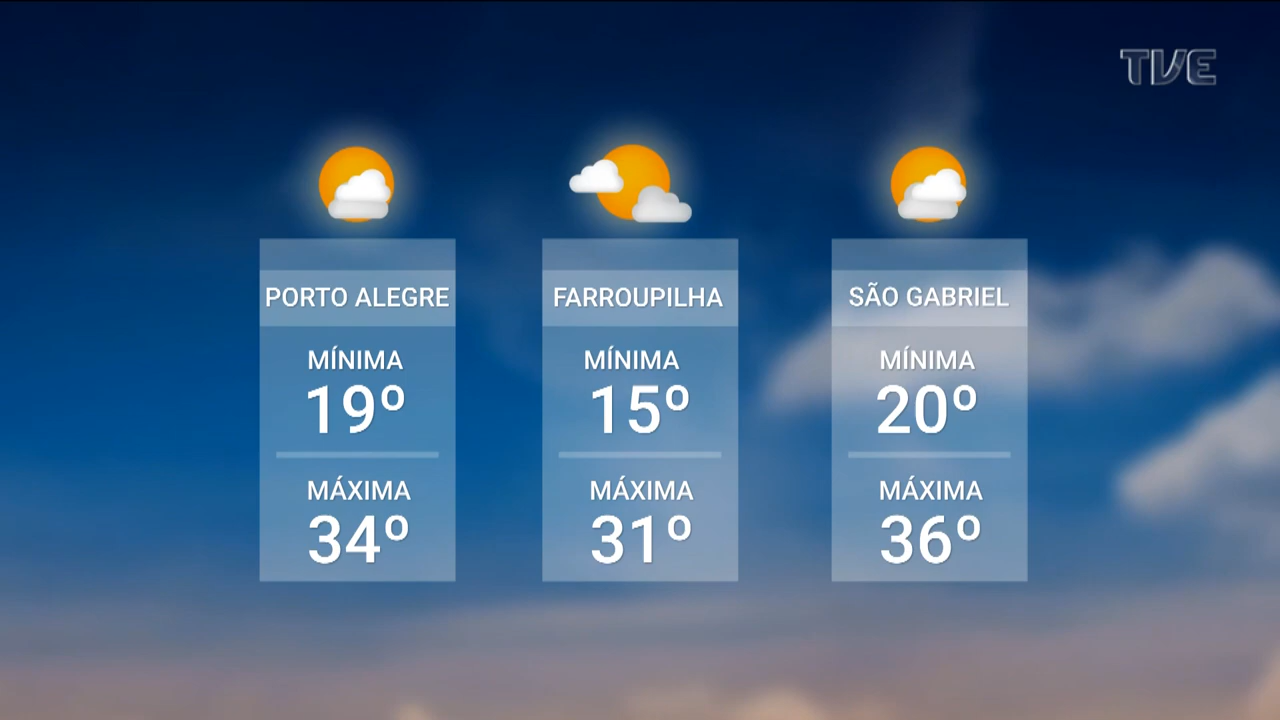 TVE
PORTO ALEGRE
MÍNIMA
19º
MÁXIMA
34º
FARROUPILHA
MÍNIMA
15º
MÁXIMA
31º
SÃO GABRIEL
MÍNIMA
20º
MÁXIMA
36º